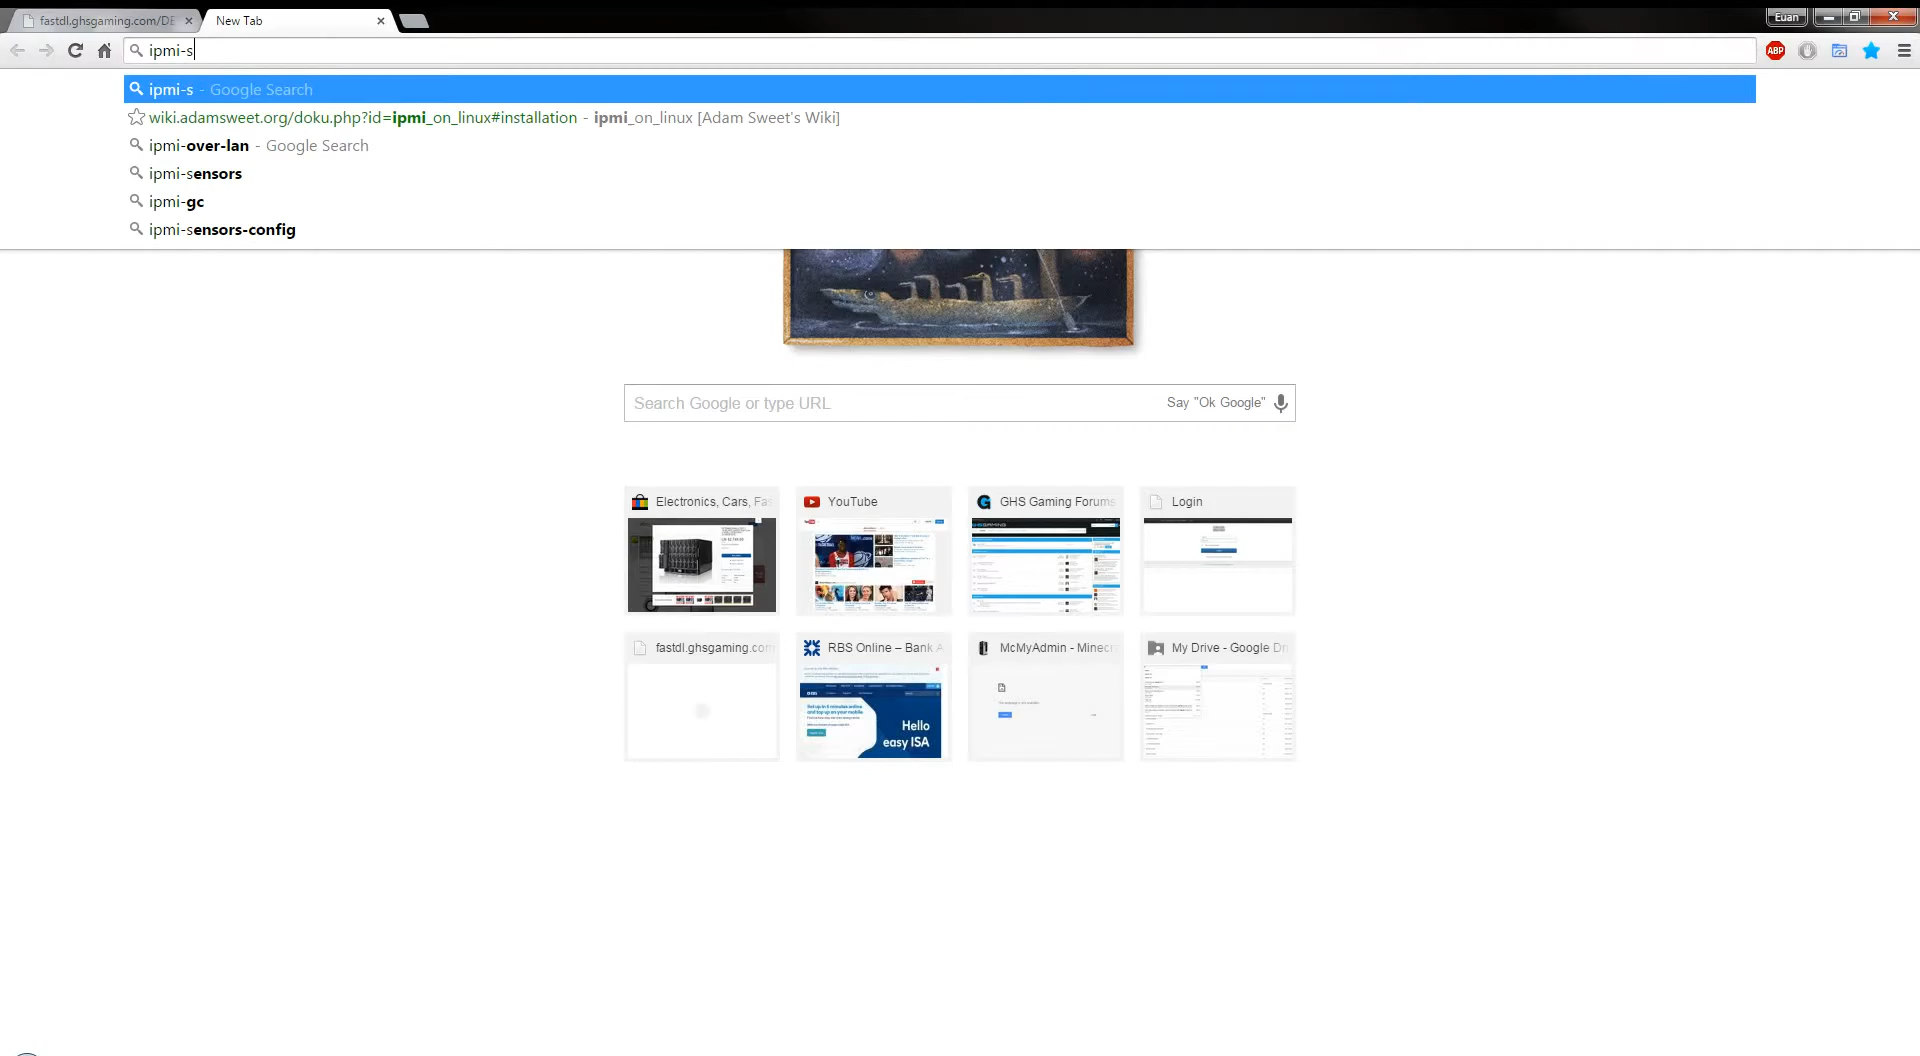 fastdl.ghsgaming.com/DE
New Tab
Euan
ipmi-s
ABP
ipmi-s - Google Search
wiki.adamsweet.org/doku.php?id=ipmi_on_linux#installation - ipmi_on_linux [Adam Sweet's Wiki]
ipmi-over-lan - Google Search
ipmi-sensors
ipmi-gc
ipmi-sensors-config
Search Google or type URL
Say "Ok Google"
Electronics, Cars, Fas
YouTube
GHS Gaming Forums
Login
fastdl.ghsgaming.com
RBS Online – Bank A
McMyAdmin - Minecr
My Drive - Google Dri
Hello
easy ISA